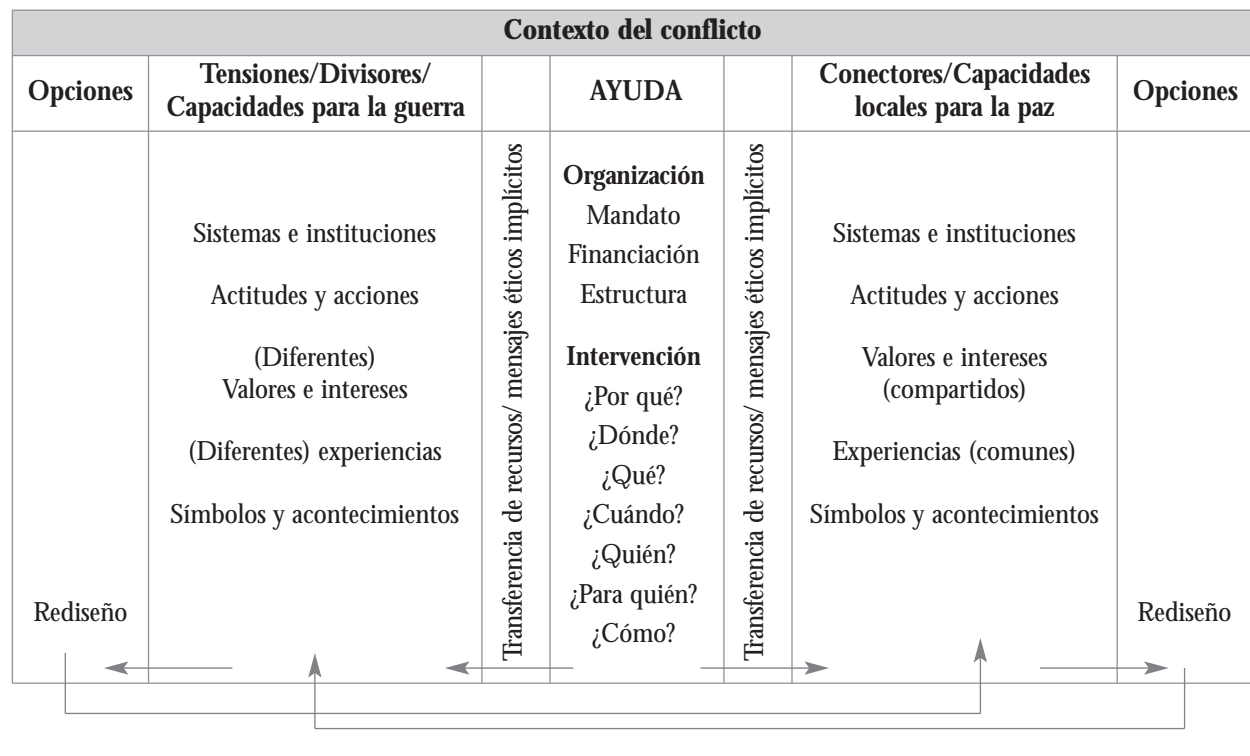 Contexto del conflicto
Opciones
Tensiones/Divisores/
Capacidades para la guerra
AYUDA
Conectores/Capacidades
locales para la paz
Opciones
Sistemas e instituciones
Actitudes y acciones
(Diferentes)
Valores e intereses
(Diferentes) experiencias
Símbolos y acontecimientos
Rediseño
Transferencia de recursos/ mensajes éticos implícitos
Organización
Mandato
Financiación
Estructura
Intervención
¿Por qué?
¿Dónde?
¿Qué?
¿Cuándo?
¿Quién?
¿Para quién?
¿Cómo?
Transferencia de recursos/ mensajes éticos implícitos
Sistemas e instituciones
Actitudes y acciones
Valores e intereses
(compartidos)
Experiencias (comunes)
Símbolos y acontecimientos
Rediseño